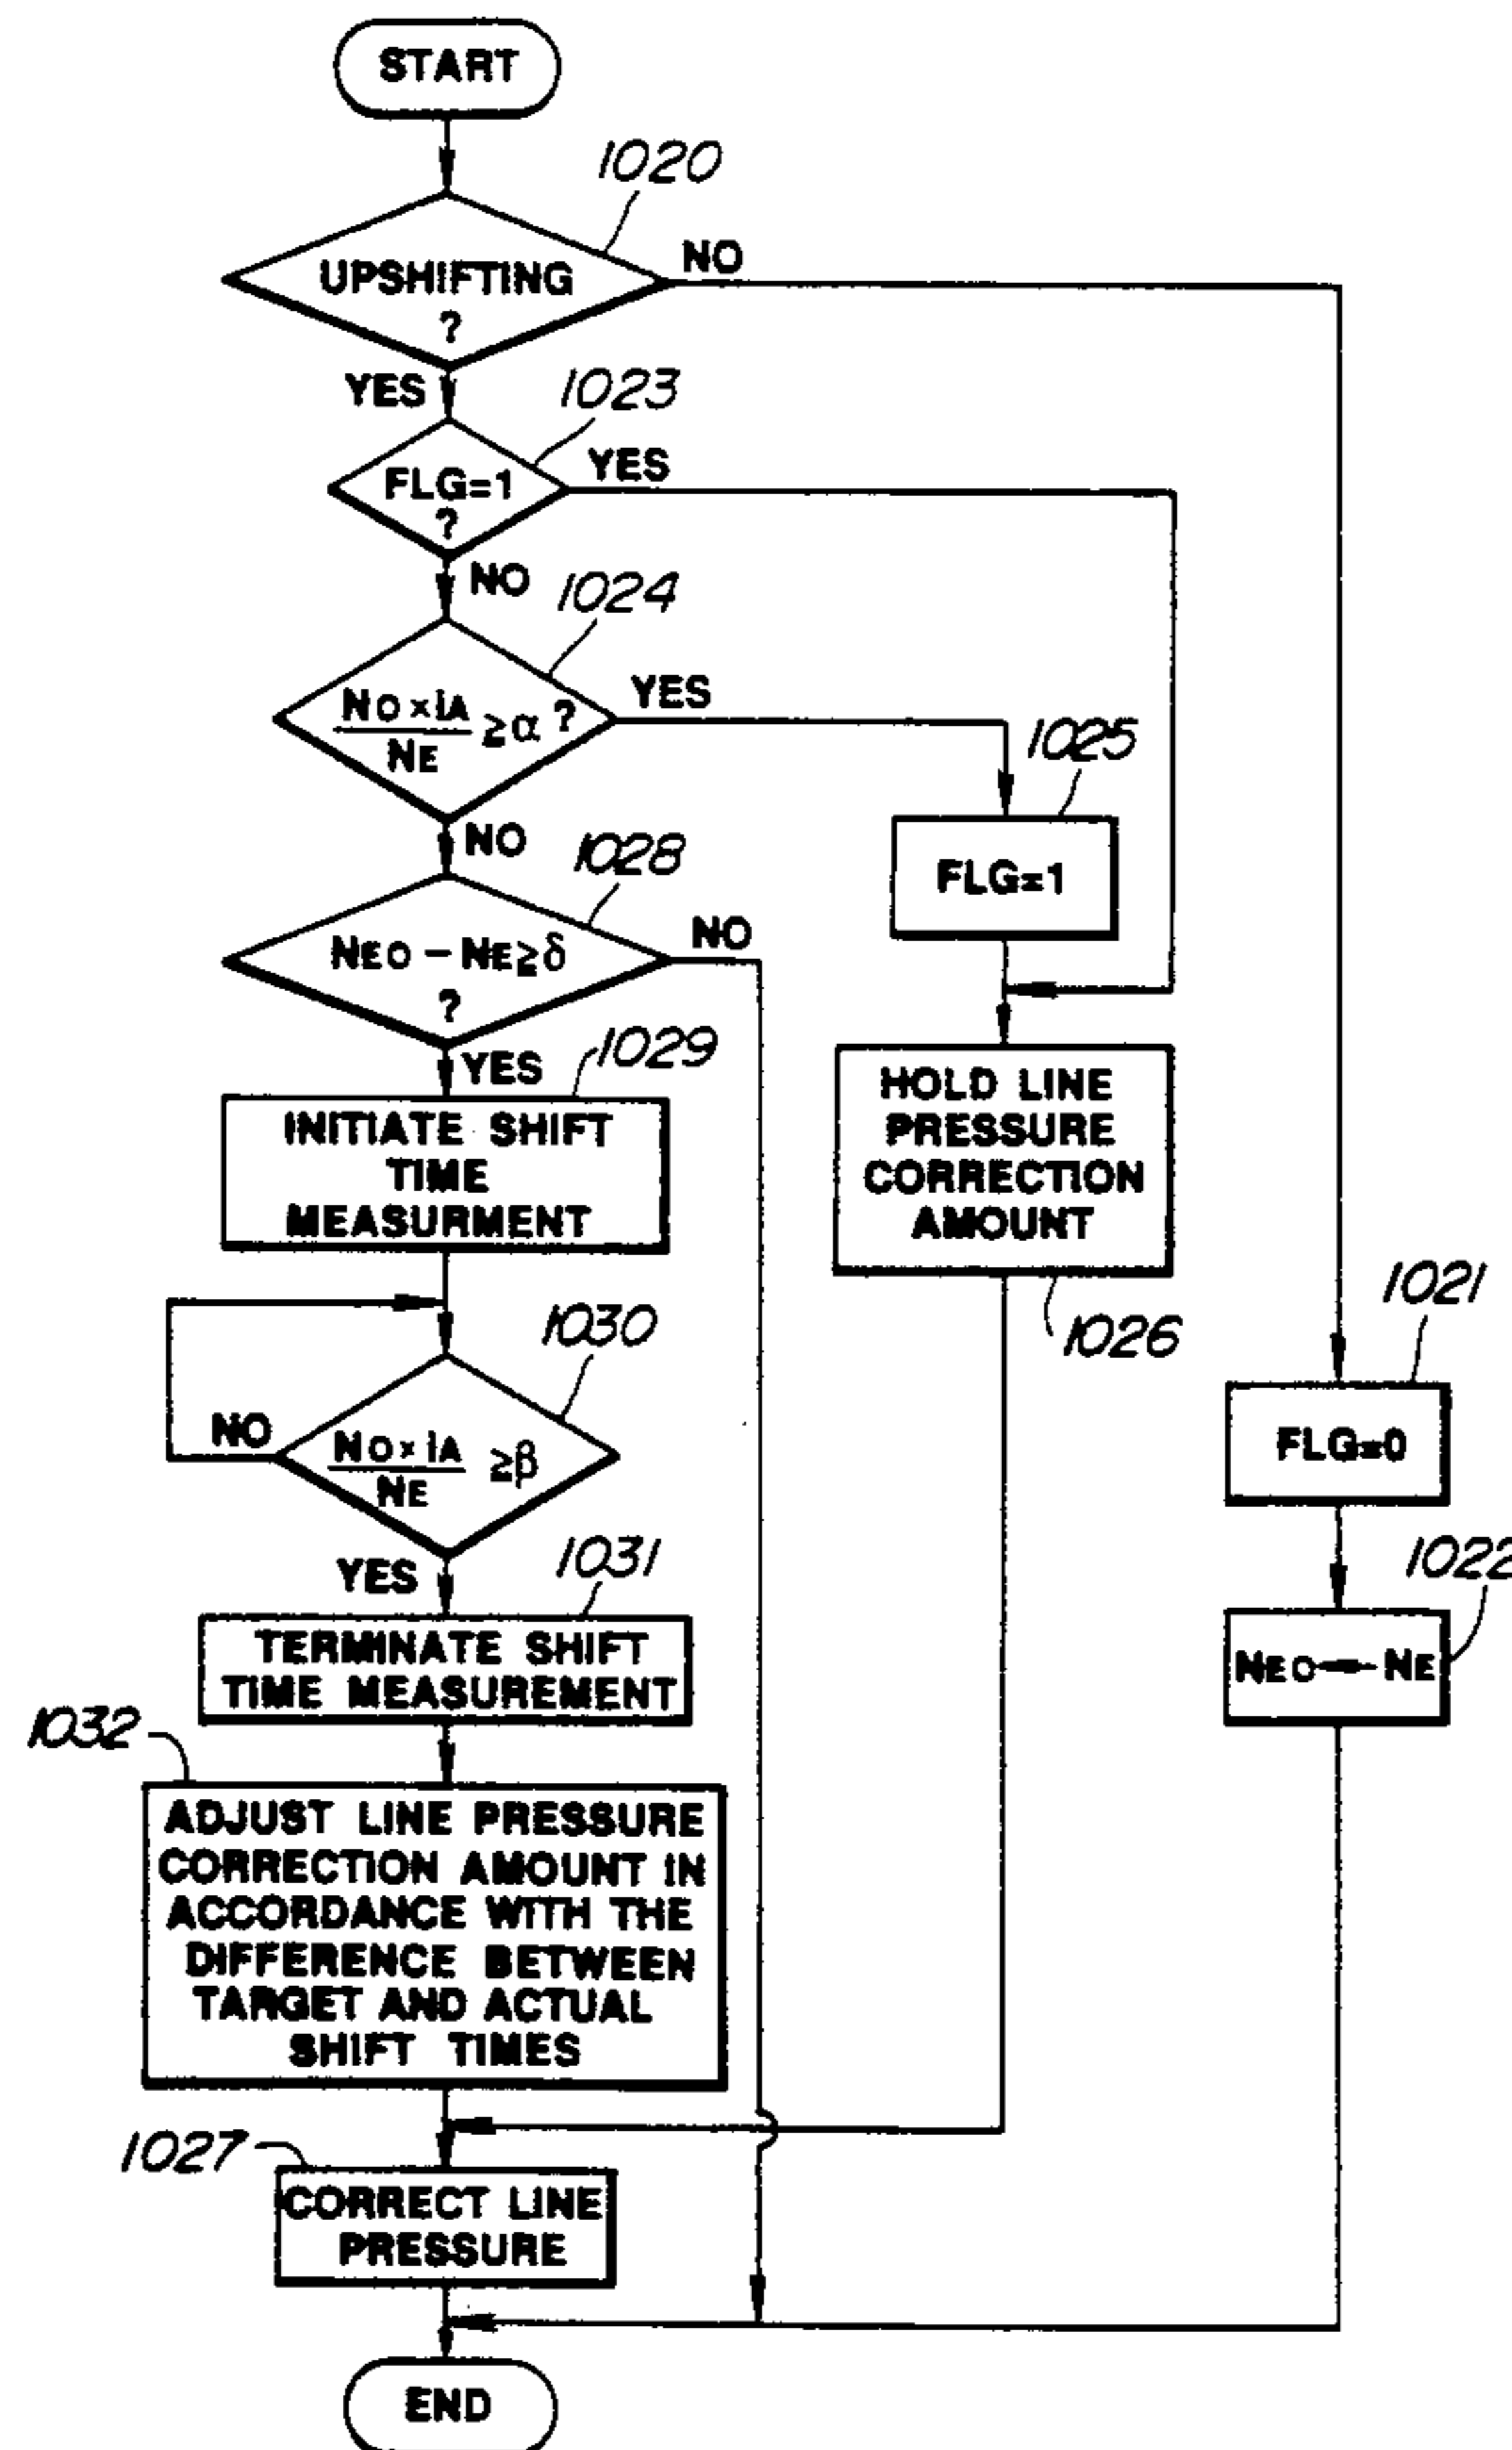 START
1020
UPSHIFTING
?
NO
YES
1023
FLG=1
?
YES
NO
1024
NO×iA
NE
≧α ?
YES
1025
FLG=1
NO
1028
NEO − NE≧δ
?
NO
YES
1029
INITIATE SHIFT
TIME
MEASURMENT
HOLD LINE
PRESSURE
CORRECTION
AMOUNT
1026
1030
NO×iA
NE
≧β
NO
YES
1021
FLG=0
1022
NEO ← NE
1031
TERMINATE SHIFT
TIME MEASUREMENT
1032
ADJUST LINE PRESSURE
CORRECTION AMOUNT IN
ACCORDANCE WITH THE
DIFFERENCE BETWEEN
TARGET AND ACTUAL
SHIFT TIMES
1027
CORRECT LINE
PRESSURE
END